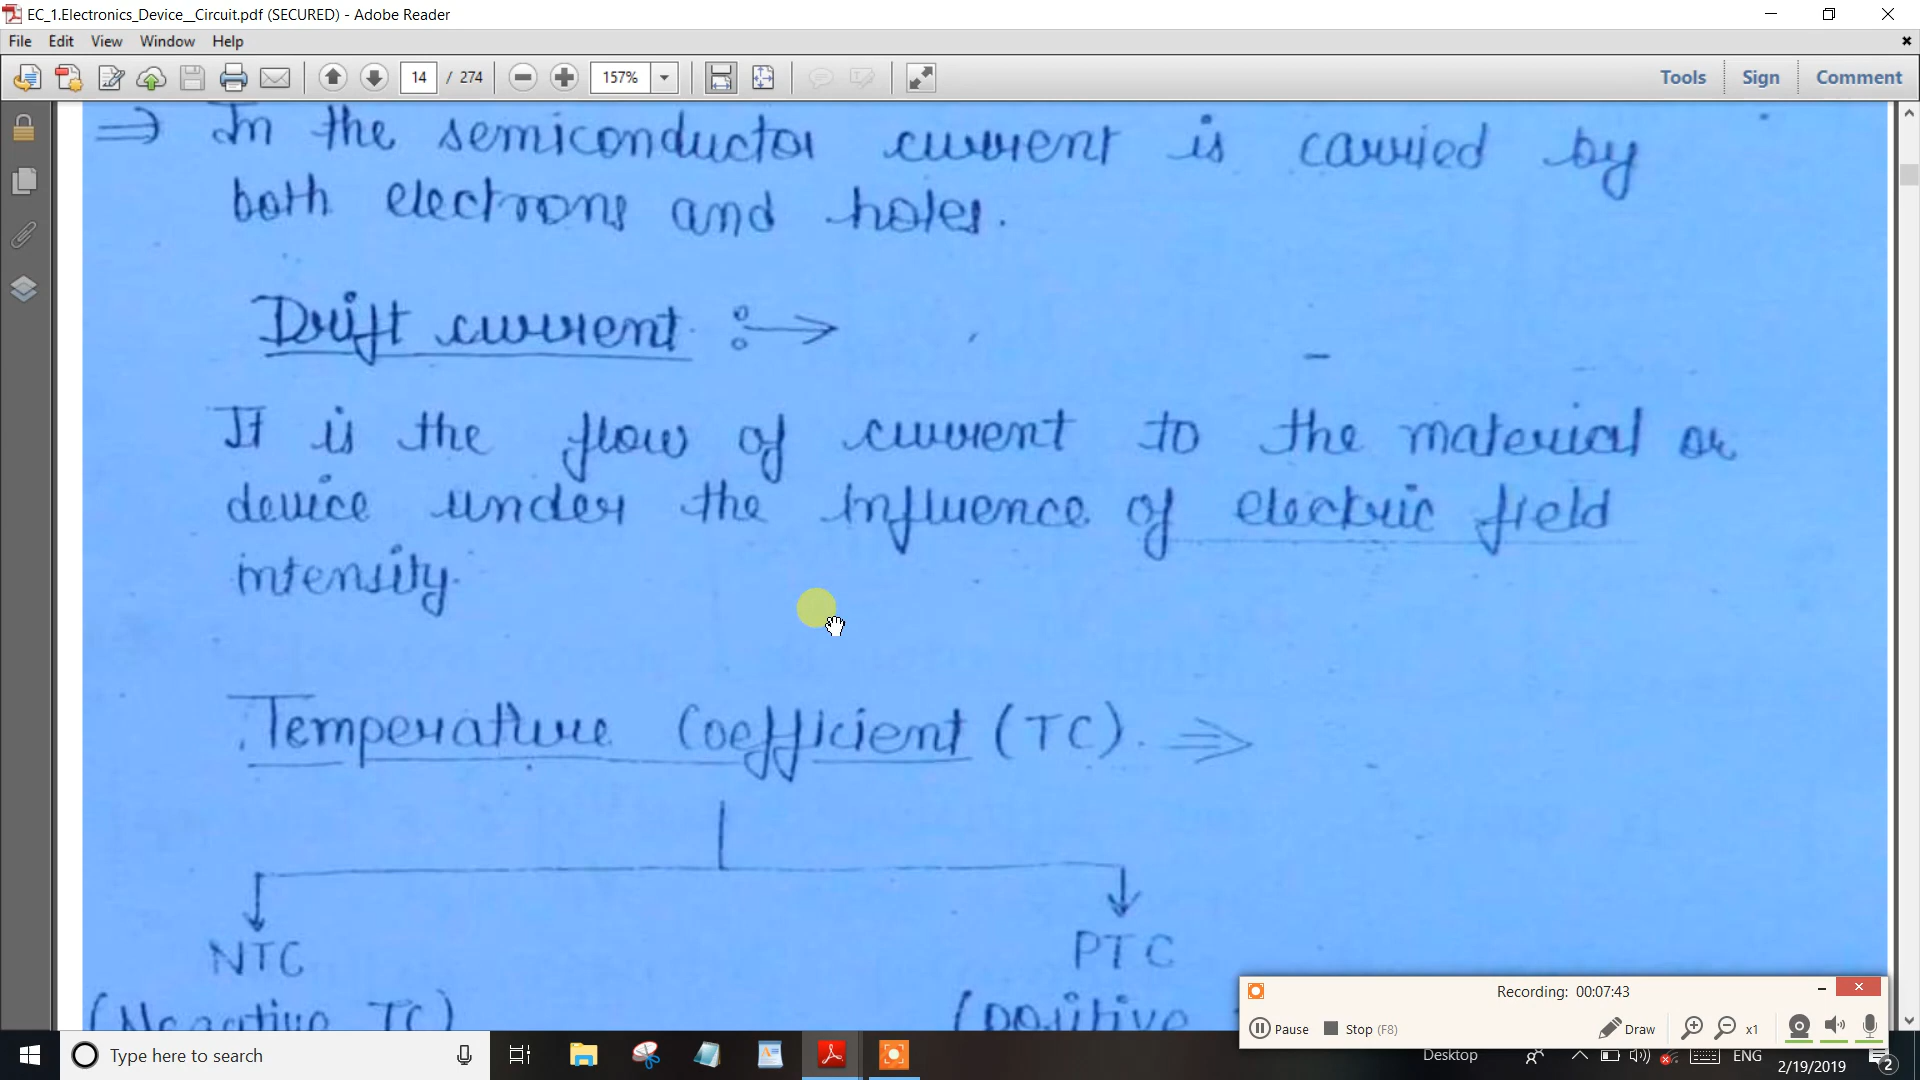 EC_1.Electronics_Device__Circuit.pdf (SECURED) - Adobe Reader
File Edit View Window Help
14 / 274 157% Tools Sign Comment
⇒ In the semiconductor current is carried by
both electrons and holes.
Drift current :→
It is the flow of current to the material or
device under the influence of electric field
intensity.
Temperature Coefficient (TC). ⇒
NTC PTC
(Negative TC) (Positive
Recording: 00:07:43
Pause Stop (F8) Draw x1
Type here to search
Desktop ENG
2/19/2019 2